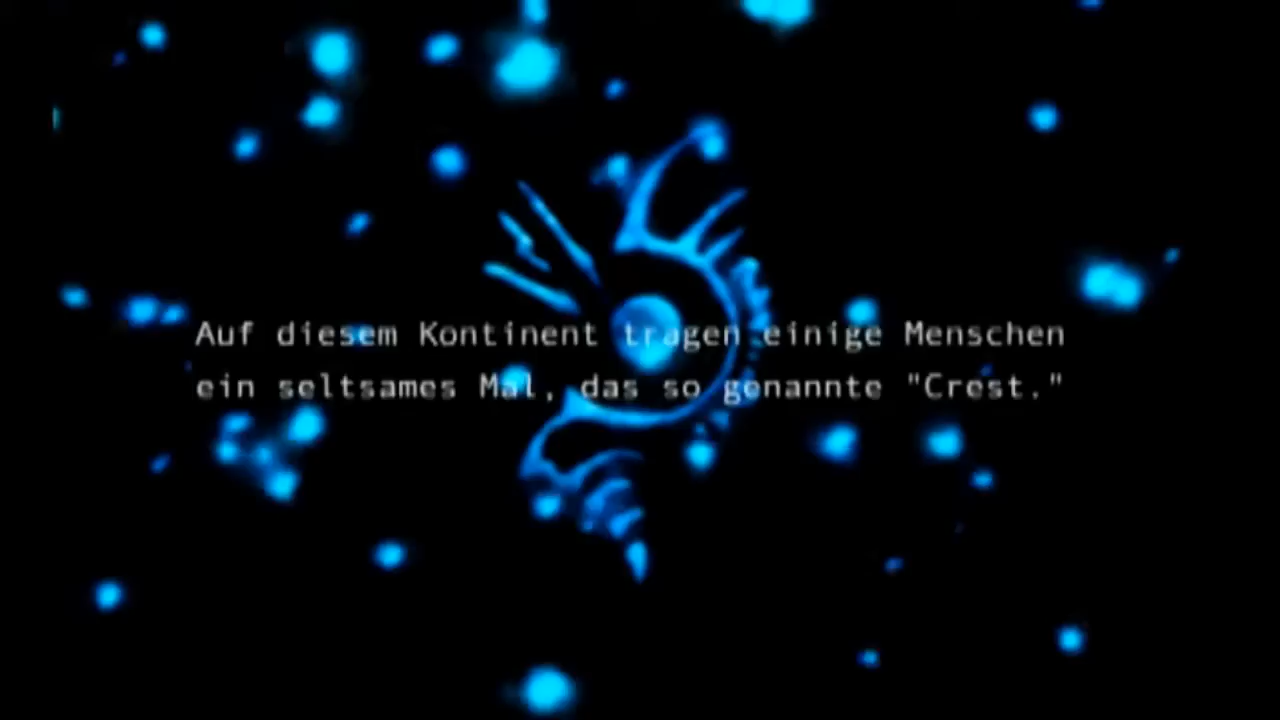 Auf diesem Kontinent tragen einige Menschen
ein seltsames Mal, das so genannte "Crest."